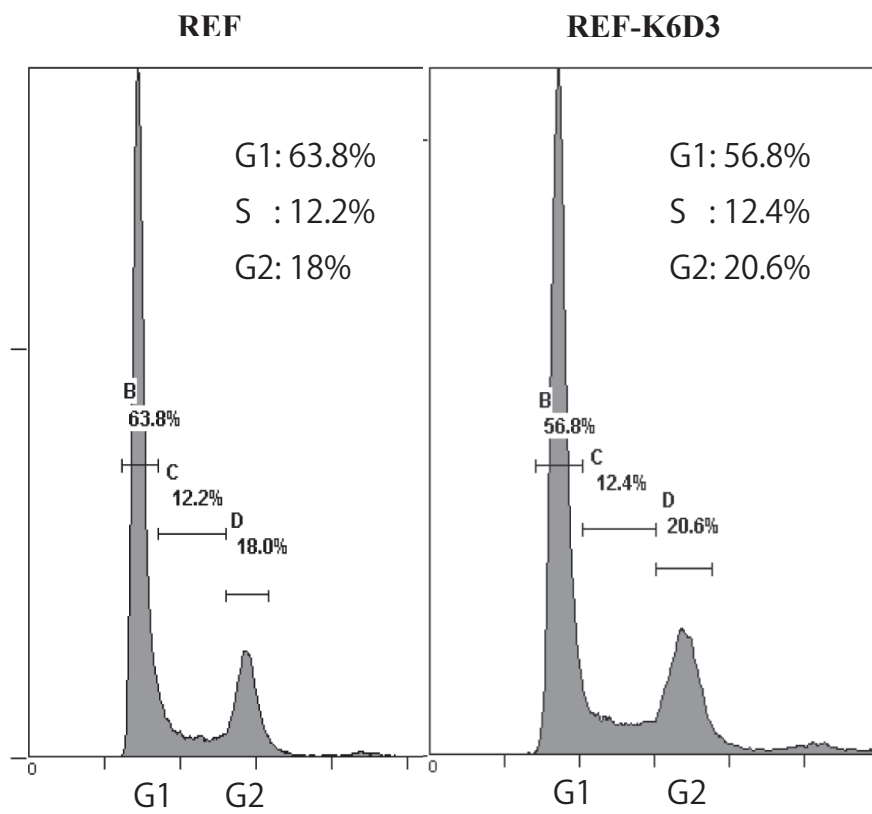 REF
G1: 63.8%
S : 12.2%
G2: 18%
B
63.8%
C
12.2%
D
18.0%
0
G1 G2
REF-K6D3
G1: 56.8%
S : 12.4%
G2: 20.6%
B
56.8%
C
12.4%
D
20.6%
0
G1 G2